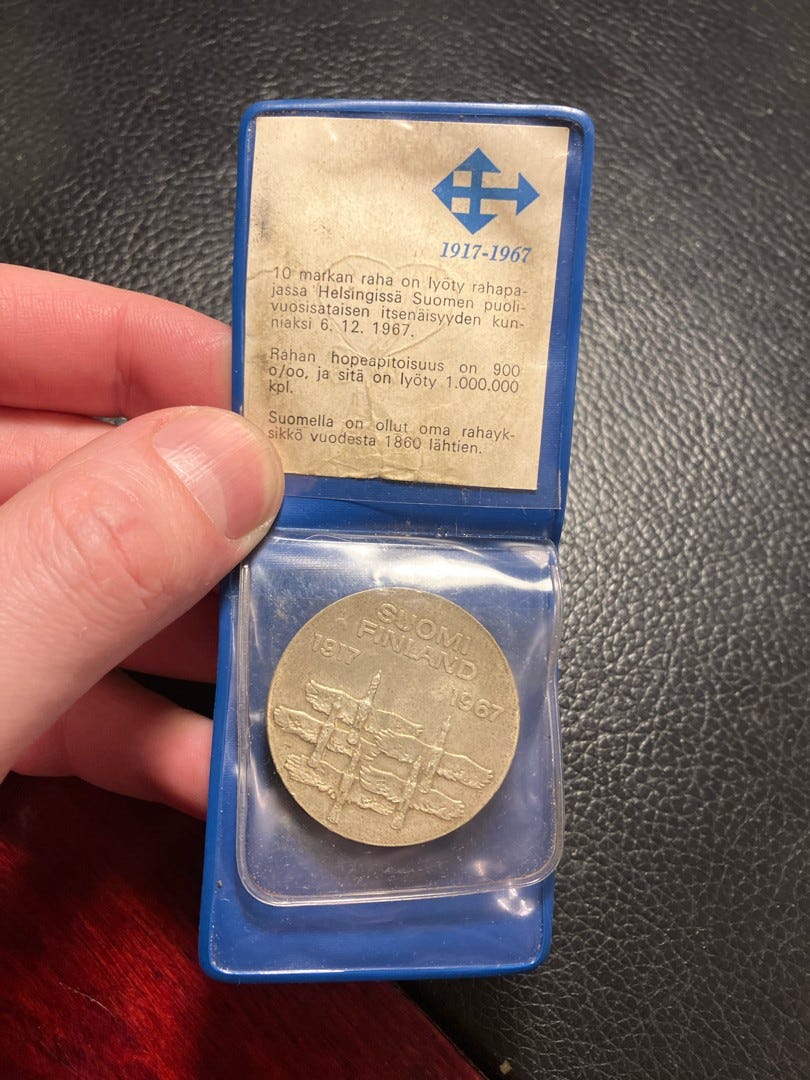 1917-1967
10 markan raha on lyöty rahapa-
jassa Helsingissä Suomen puoli-
vuosisataisen itsenäisyyden kun-
niaksi 6. 12. 1967.
Rahan hopeapitoisuus on 900
o/oo, ja sitä on lyöty 1.000.000
kpl.
Suomella on ollut oma rahayk-
sikkö vuodesta 1860 lähtien.
SUOMI
FINLAND
1917
1967